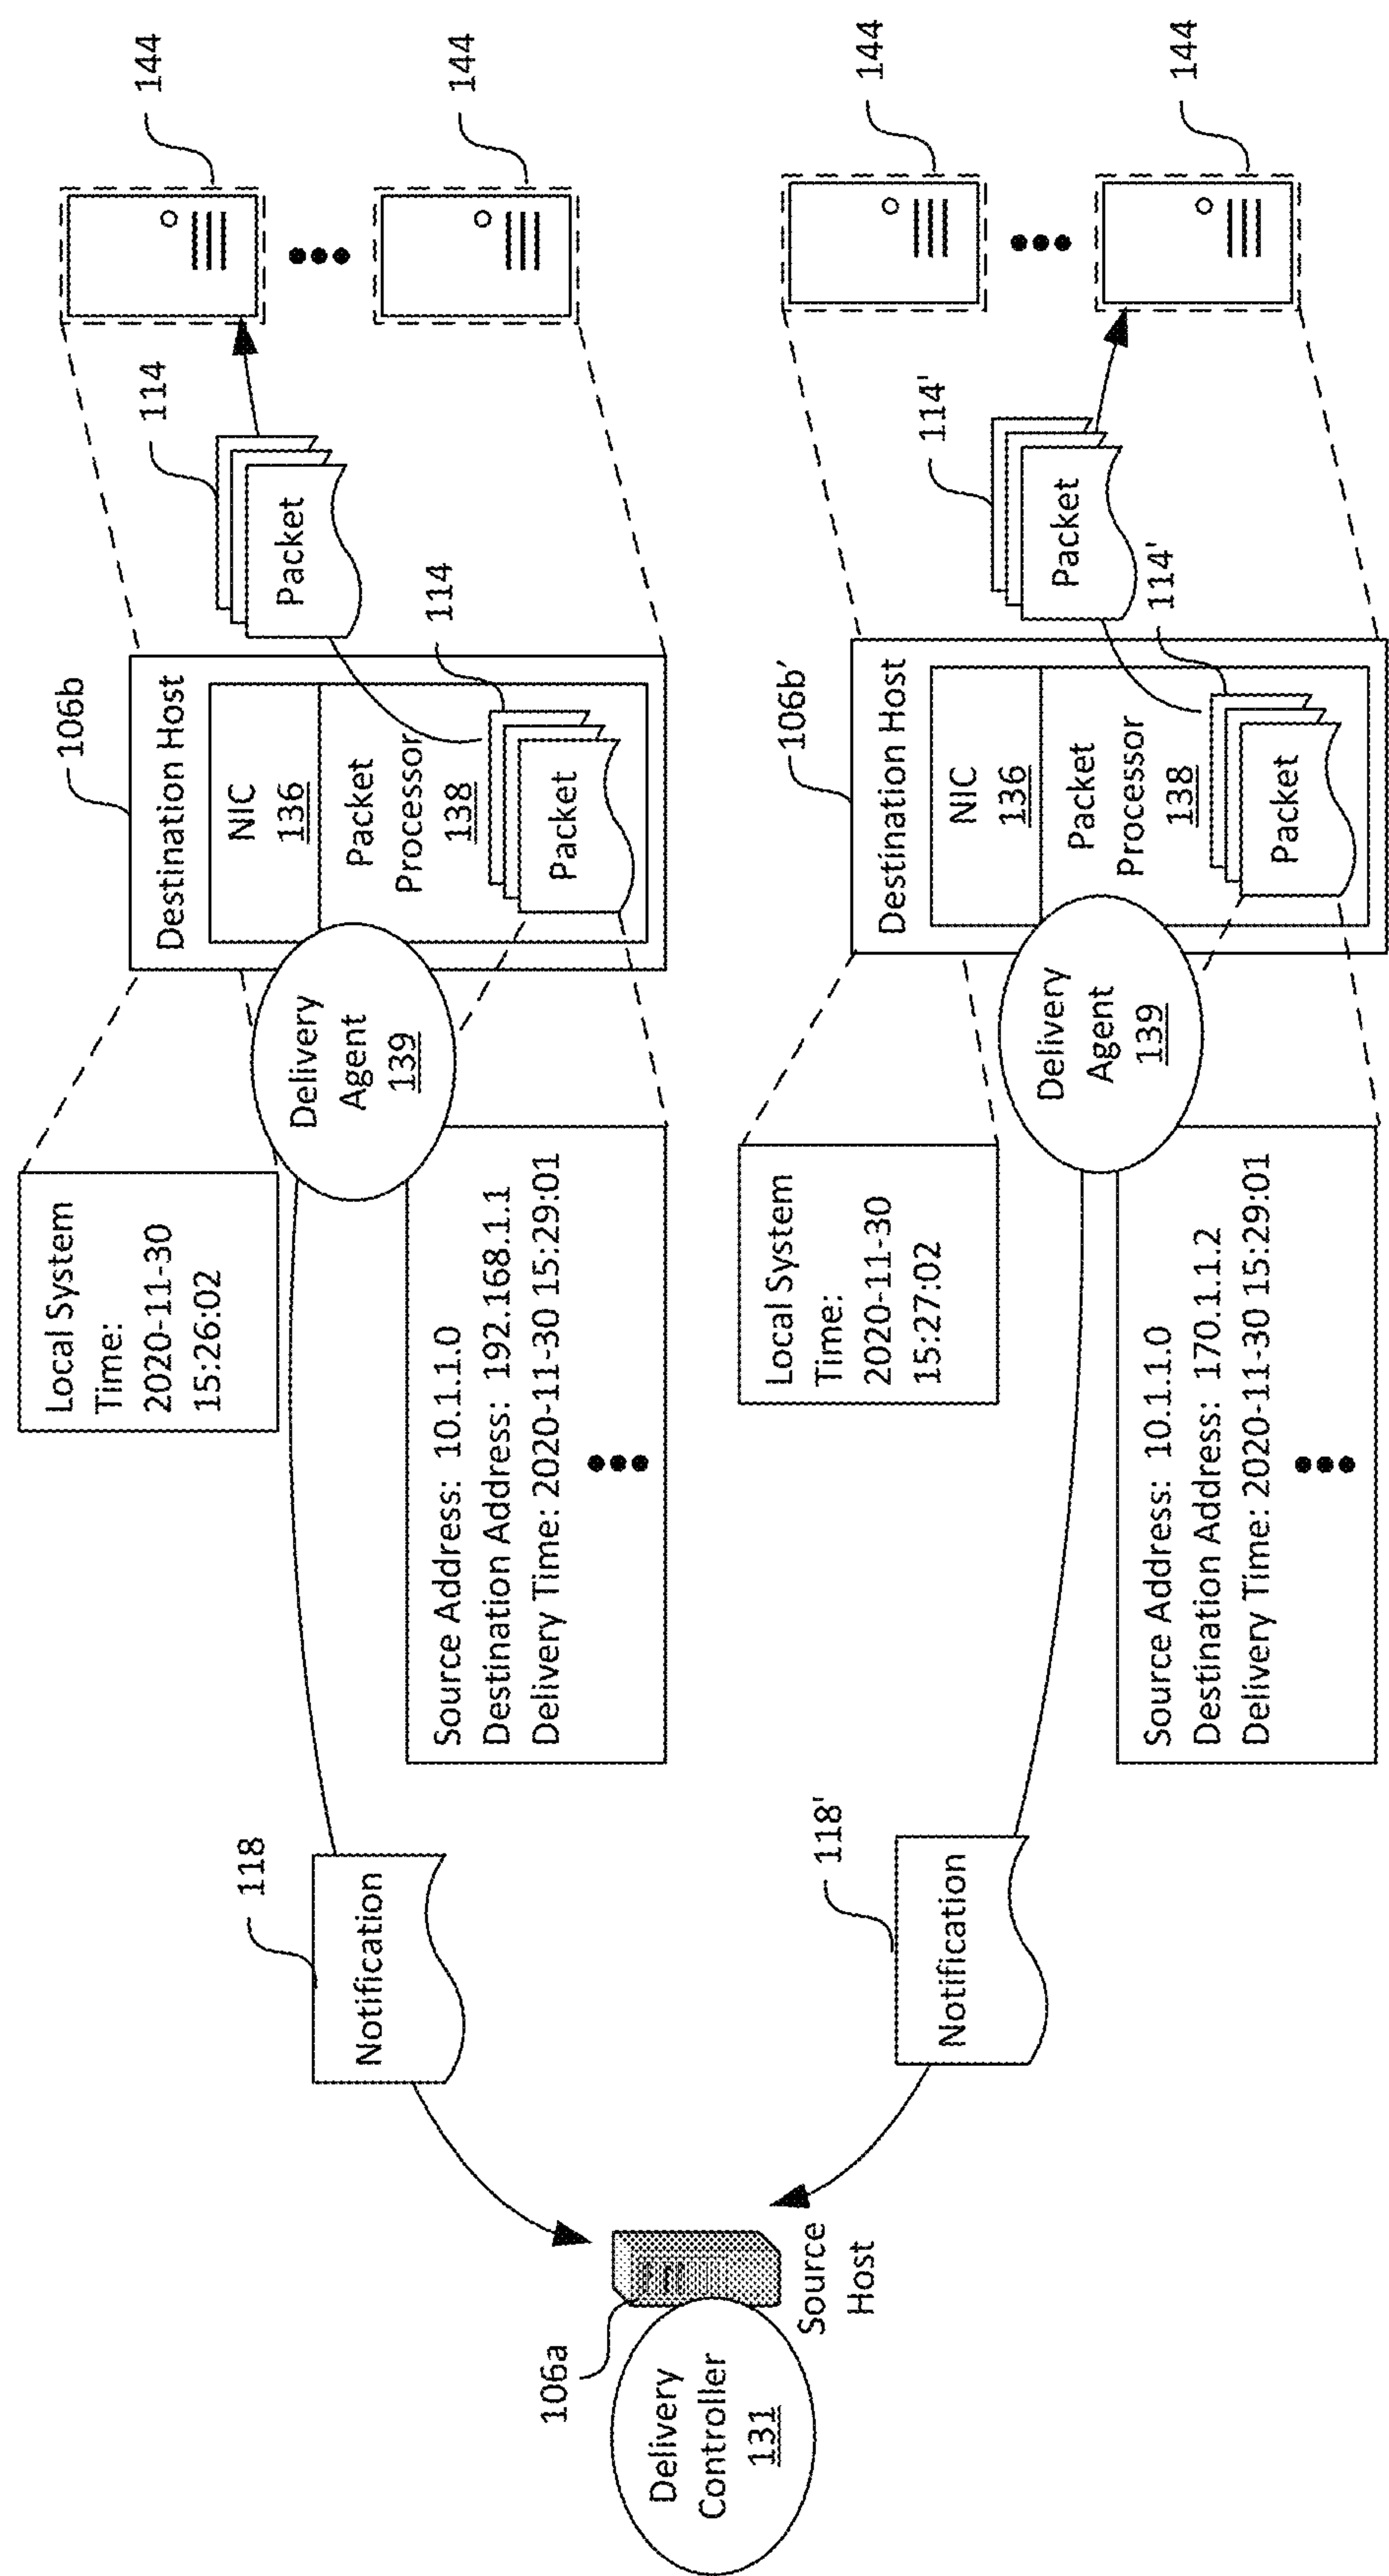 106a
Delivery
Controller
131
Source
Host
118
Notification
Local System
Time:
2020-11-30
15:26:02
Source Address: 10.1.1.0
Destination Address: 192.168.1.1
Delivery Time: 2020-11-30 15:29:01
Delivery
Agent
139
106b
Destination Host
NIC
136
Packet
Processor
138
Packet
114
Packet
114
144
144
118'
Notification
Local System
Time:
2020-11-30
15:27:02
Source Address: 10.1.1.0
Destination Address: 170.1.1.2
Delivery Time: 2020-11-30 15:29:01
Delivery
Agent
139
106b'
Destination Host
NIC
136
Packet
Processor
138
Packet
114'
Packet
114'
144
144